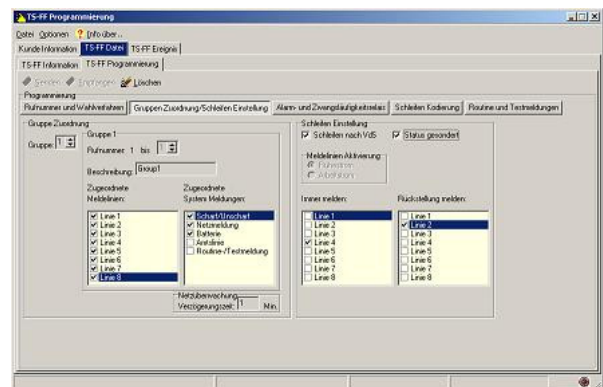 TS-FF Programmierung
Datei Optionen ? Info über...
Kunde Information TS-FF Datei TS-FF Ereignis
TS-FF Information TS-FF Programmierung
Senden Empfangen Löschen
Programmierung
Rufnummer und Wahlverfahren Gruppen Zuordnung/Schleifen Einstellung Alarm- und Zwangsläufigkeitsrelais Schleifen Kodierung Routine und Testmeldungen
Gruppe Zuordnung
Gruppe: 1
Gruppe 1
Rufnummer: 1 bis 1
Beschreibung: Group1
Zugeordnete Meldelinien:
Linie 1
Linie 2
Linie 3
Linie 4
Linie 5
Linie 6
Linie 7
Linie 8
Zugeordnete System Meldungen:
Scharf/Unscharf
Netzmeldung
Batterie
Amtslinie
Routine-/Testmeldung
Netzüberwachung
Verzögerungszeit: 1 Min.
Schleifen Einstellung
Schleifen nach VdS Status gesondert
Meldelinien Aktivierung
Ruhestrom
Arbeitsstrom
Immer melden:
Linie 1
Linie 2
Linie 3
Linie 4
Linie 5
Linie 6
Linie 7
Linie 8
Rückstellung melden:
Linie 1
Linie 2
Linie 3
Linie 4
Linie 5
Linie 6
Linie 7
Linie 8